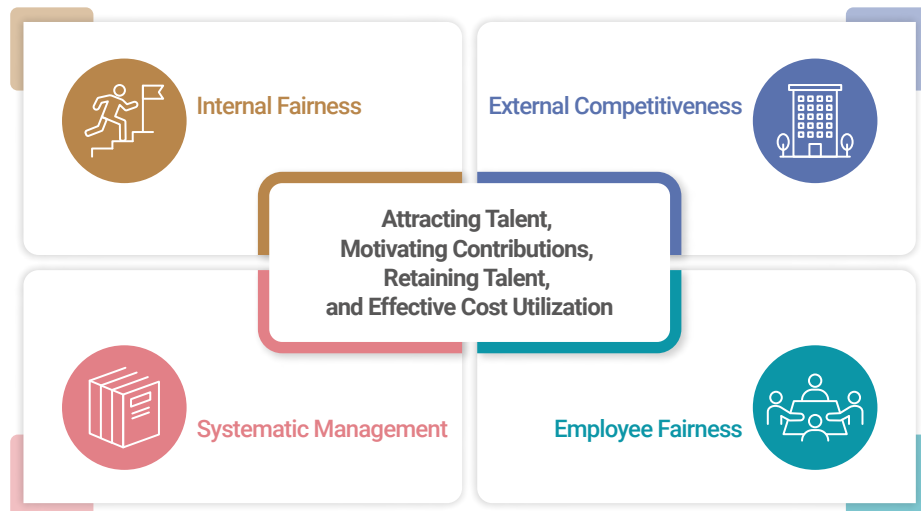 Internal Fairness
External Competitiveness
Attracting Talent,
Motivating Contributions,
Retaining Talent,
and Effective Cost Utilization
Systematic Management
Employee Fairness